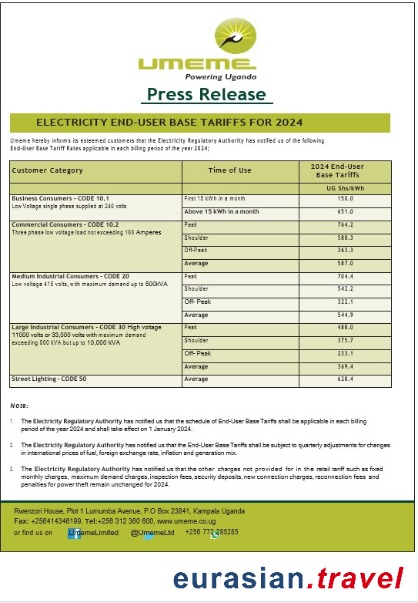 UMEME
Powering Uganda
Press Release
ELECTRICITY END-USER BASE TARIFFS FOR 2024
Umeme hereby informs its esteemed customers that the Electricity Regulatory Authority has notified us of the following
End-User Base Tariff Rates applicable in each billing period of the year 2024;
Customer Category Time of Use 2024 End-User
Base Tariffs
UG Shs/kWh
Business Consumers - CODE 10.1 First 15 kWh in a month
Low Voltage single phase supplied at 240 volts
Above 15 kWh in a month 651.0
Commercial Consumers - CODE 10.2 Peak 764.2
Three phase low voltage load not exceeding 100 Amperes
Shoulder 588.3
Off-Peak 363.3
Average 587.0
Medium Industrial Consumers - CODE 20 Peak 704.4
Low voltage 415 volts, with maximum demand up to 500kVA
Shoulder 542.2
Off- Peak 322.1
Average 544.9
Large Industrial Consumers - CODE 30 High voltage Peak 488.0
11000 volts or 33,000 volts with maximum demand
exceeding 500 kVA but up to 10,000 kVA
Shoulder 375.7
Off- Peak 233.1
Average 369.4
Street Lighting - CODE 50 Average 628.4
Note:
1. The Electricity Regulatory Authority has notified us that the schedule of End-User Base Tariffs shall be applicable in each billing
period of the year 2024 and shall take effect on 1 January 2024.
2. The Electricity Regulatory Authority has notified us that the End-User Base Tariffs shall be subject to quarterly adjustments for changes
in international prices of fuel, foreign exchange rate, inflation and generation mix.
3. The Electricity Regulatory Authority has notified us that the other charges not provided for in the retail tariff such as fixed
monthly charges, maximum demand charges, inspection fees, security deposits, new connection charges, reconnection fees and
penalties for power theft remain unchanged for 2024.
Rwenzori House, Plot 1 Lumumba Avenue, P.O Box 23841, Kampala Uganda
Fax: +256414346199, Tel:+256 312 360 600, www.umeme.co.ug
or find us on UmemeLimited @UmemeLtd +256 772 285285
eurasian.travel